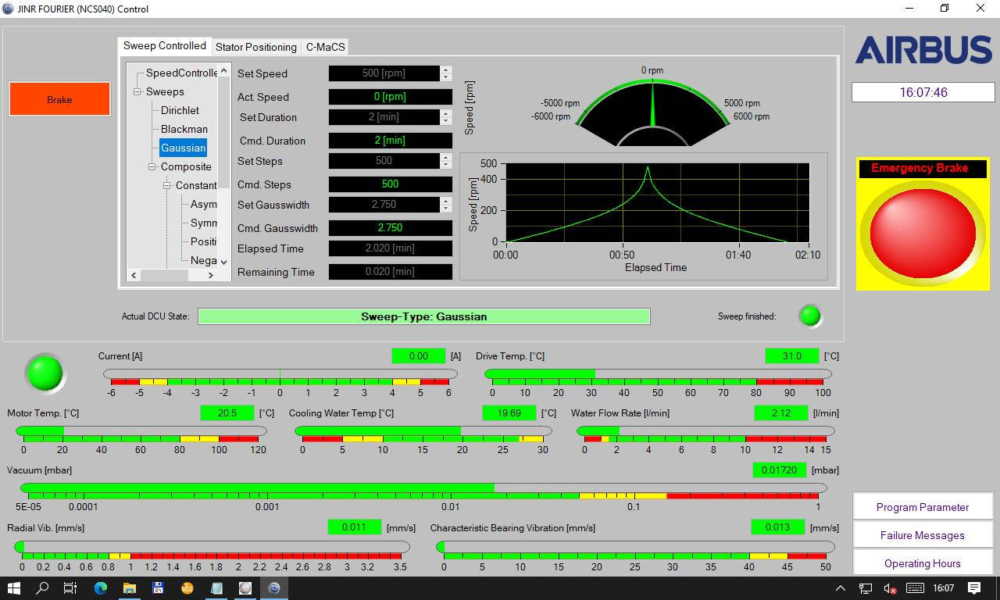 JINR FOURIER (NCS040) Control
Sweep Controlled
Stator Positioning
C-MaCS
AIRBUS
16:07:46
Brake
SpeedControlle
Sweeps
Dirichlet
Blackman
Gaussian
Composite
Constant
Asym
Symm
Positi
Nega
Set Speed 500 [rpm]
Act. Speed 0 [rpm]
Set Duration 2 [min]
Cmd. Duration 2 [min]
Set Steps 500
Cmd. Steps 500
Set Gausswidth 2.750
Cmd. Gausswidth 2.750
Elapsed Time 2.020 [min]
Remaining Time 0.020 [min]
Speed [rpm]
0 rpm
-5000 rpm 5000 rpm
-6000 rpm 6000 rpm
Speed [rpm]
500
400
200
0
00:00 00:50 01:40 02:10
Elapsed Time
Emergency Brake
Actual DCU State: Sweep-Type: Gaussian Sweep finished:
Current [A] 0.00 [A]
-6 -5 -4 -3 -2 -1 0 1 2 3 4 5 6
Drive Temp. [°C] 31.0 [°C]
0 10 20 30 40 50 60 70 80 90 100
Motor Temp. [°C] 20.5 [°C]
0 20 40 60 80 100 120
Cooling Water Temp [°C] 19.69 [°C]
0 5 10 15 20 25 30
Water Flow Rate [l/min] 2.12 [l/min]
0 2 4 6 8 10 12 14 15
Vacuum [mbar] 0.01720 [mbar]
5E-05 0.0001 0.001 0.01 0.1 1
Radial Vib. [mm/s] 0.011 [mm/s]
0 0.2 0.4 0.6 0.8 1 1.2 1.4 1.6 1.8 2 2.2 2.4 2.6 2.8 3 3.2 3.5
Characteristic Bearing Vibration [mm/s] 0.013 [mm/s]
0 5 10 15 20 25 30 35 40 45 50
Program Parameter
Failure Messages
Operating Hours
64
16:07